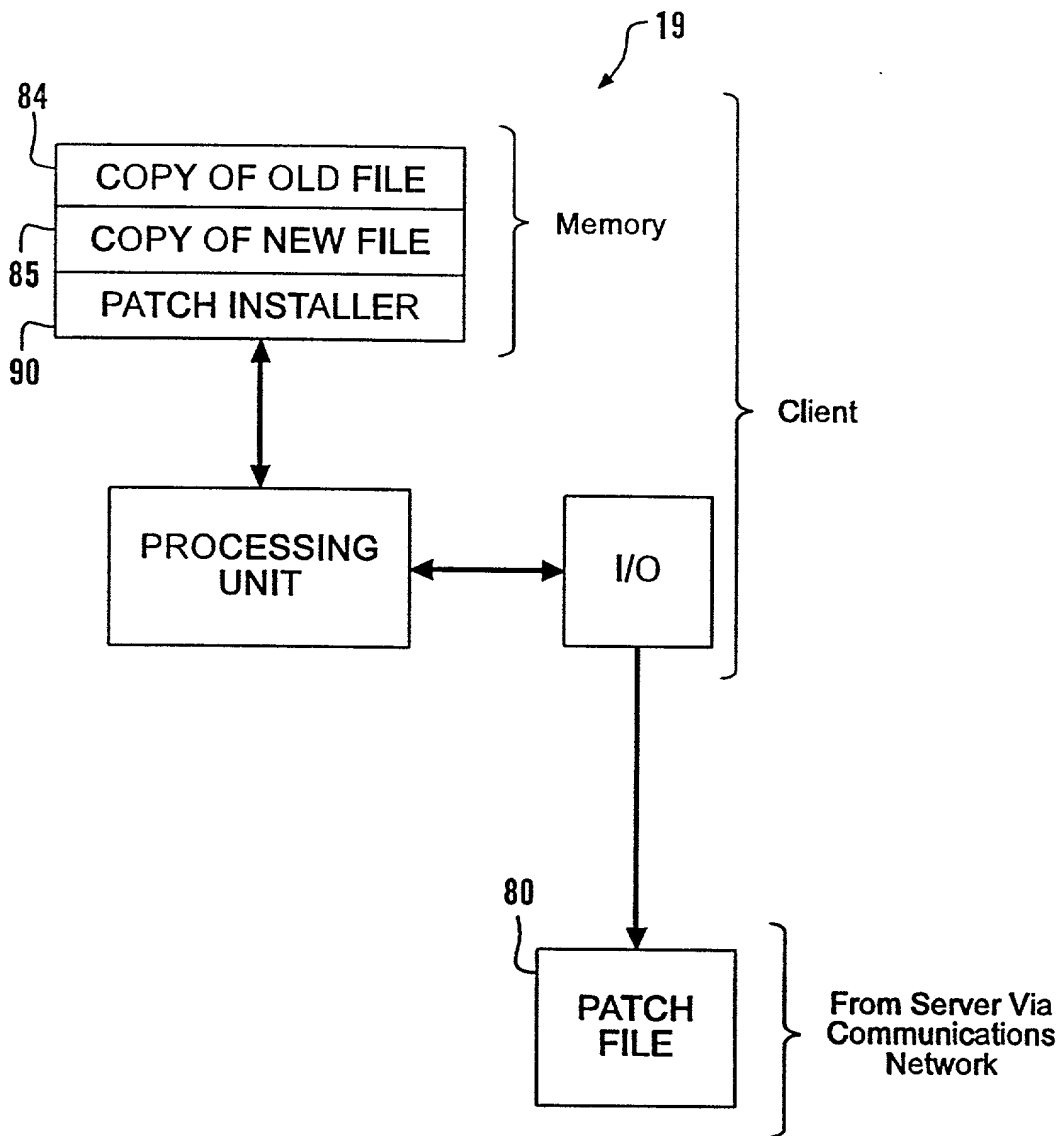 19
84
COPY OF OLD FILE
COPY OF NEW FILE
85
PATCH INSTALLER
90
Memory
Client
PROCESSING
UNIT
I/O
80
PATCH
FILE
From Server Via
Communications
Network